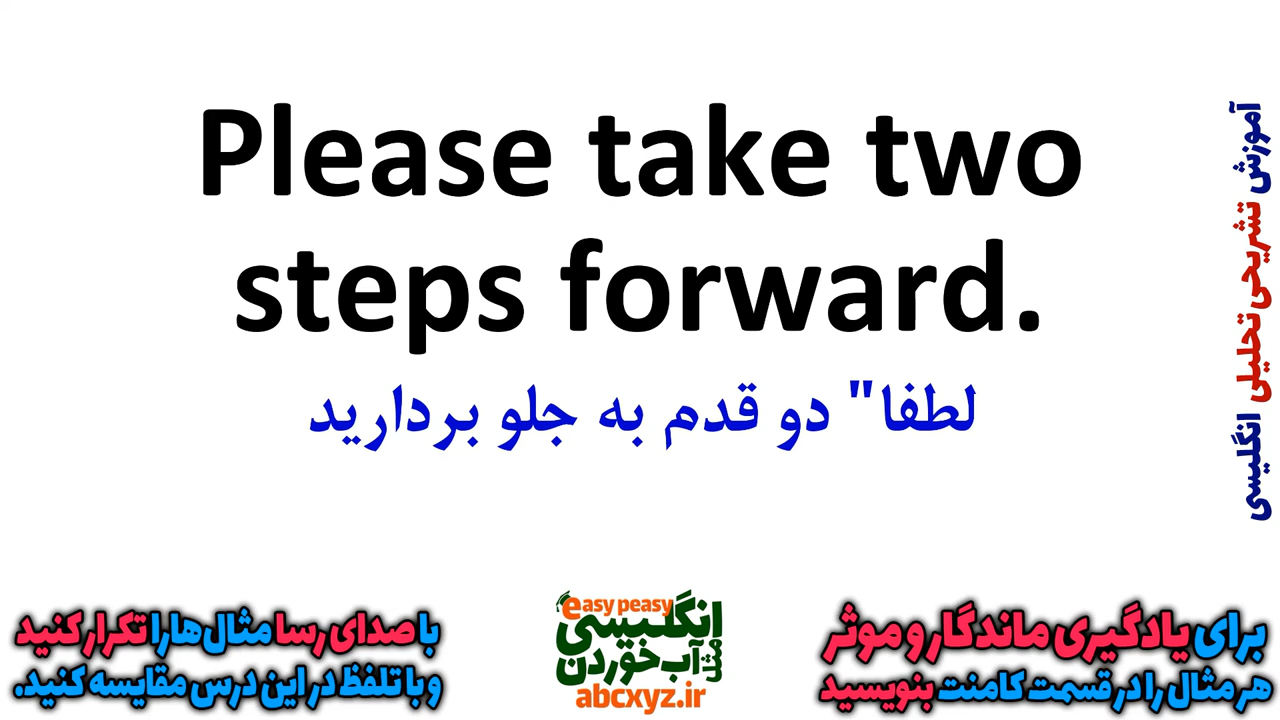 Please take two
steps forward.
لطفا" دو قدم به جلو بردارید
آموزش تشریحی تحلیلی انگلیسی
با صدای رسا مثال‌ها را تکرار کنید
و با تلفظ در این درس مقایسه کنید.
easy peasy
انگلیسی
مثل
آب خوردن
abcxyz.ir
برای یادگیری ماندگار و موثر
هر مثال را در قسمت کامنت بنویسید